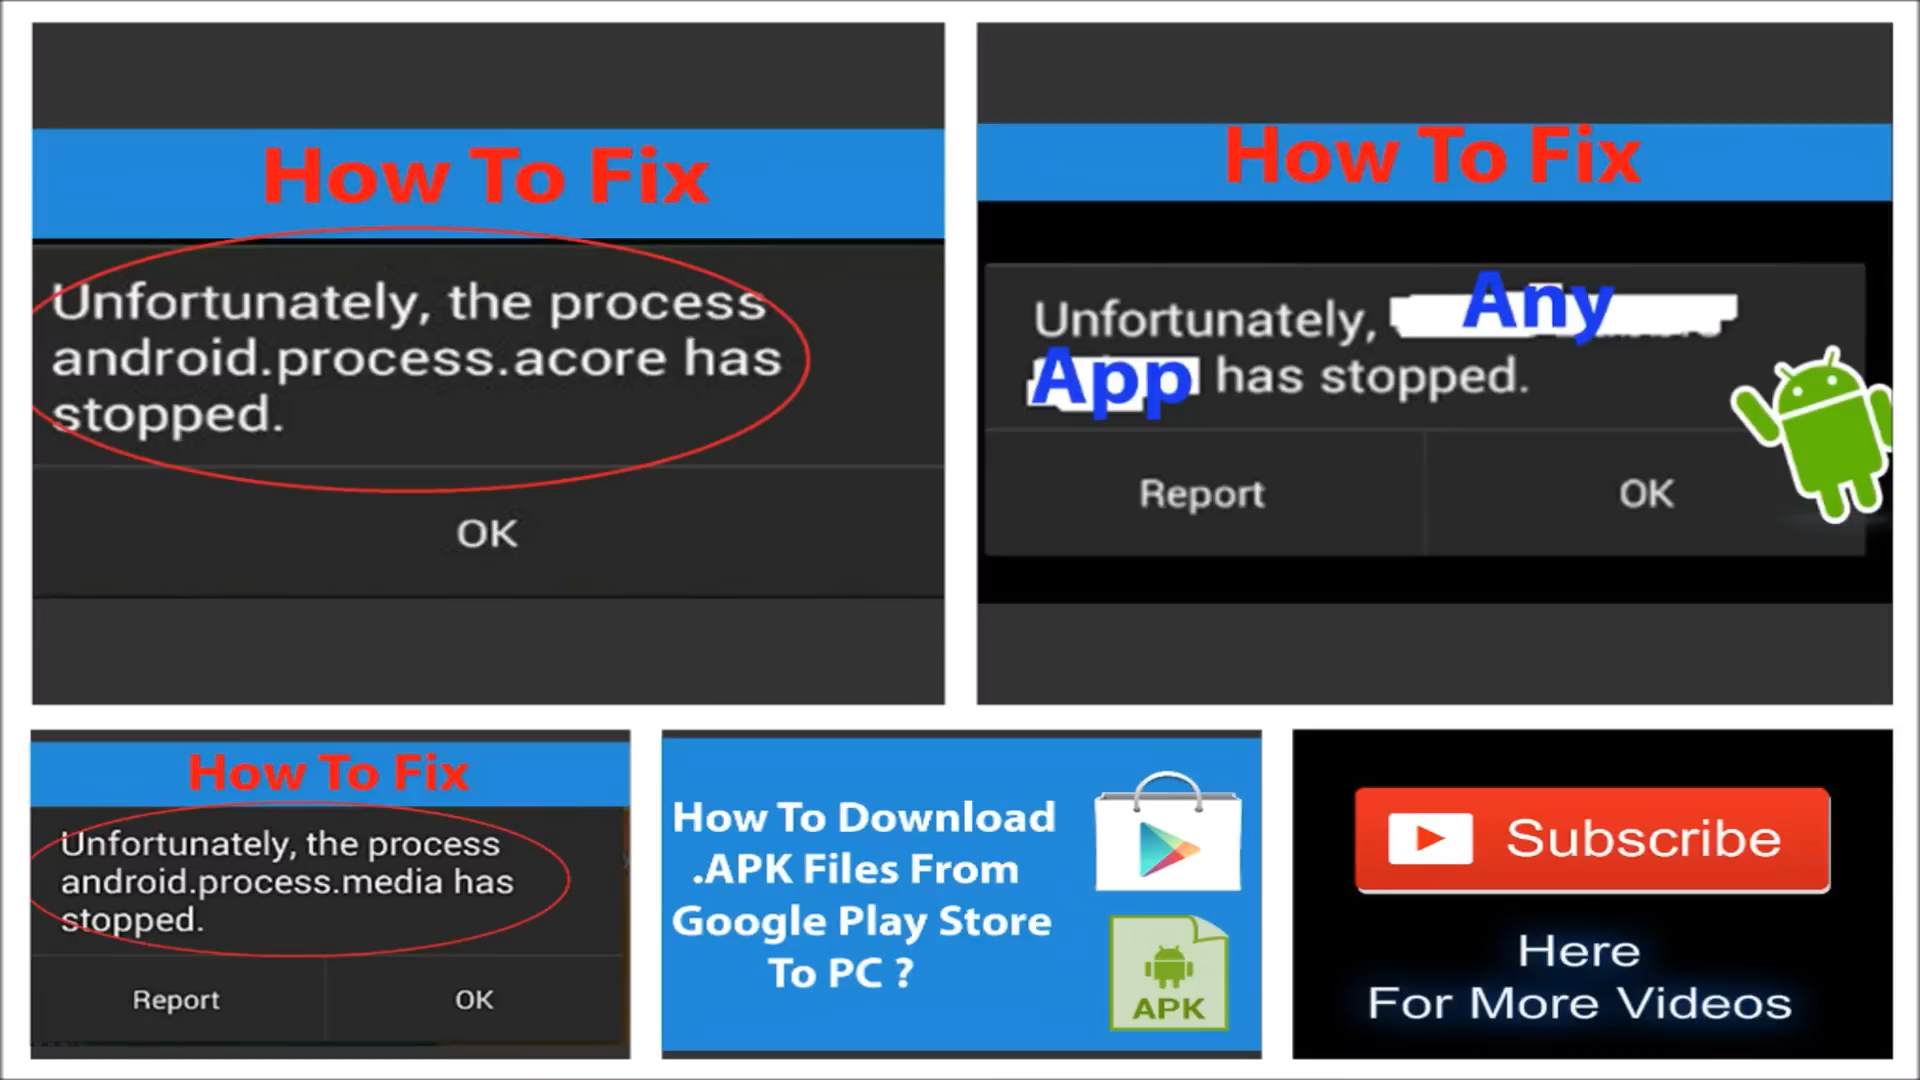 How To Fix
Unfortunately, the process
android.process.acore has
stopped.
OK
How To Fix
Unfortunately, Any
App has stopped.
Report
OK
How To Fix
Unfortunately, the process
android.process.media has
stopped.
Report
OK
How To Download
.APK Files From
Google Play Store
To PC ?
APK
Subscribe
Here
For More Videos